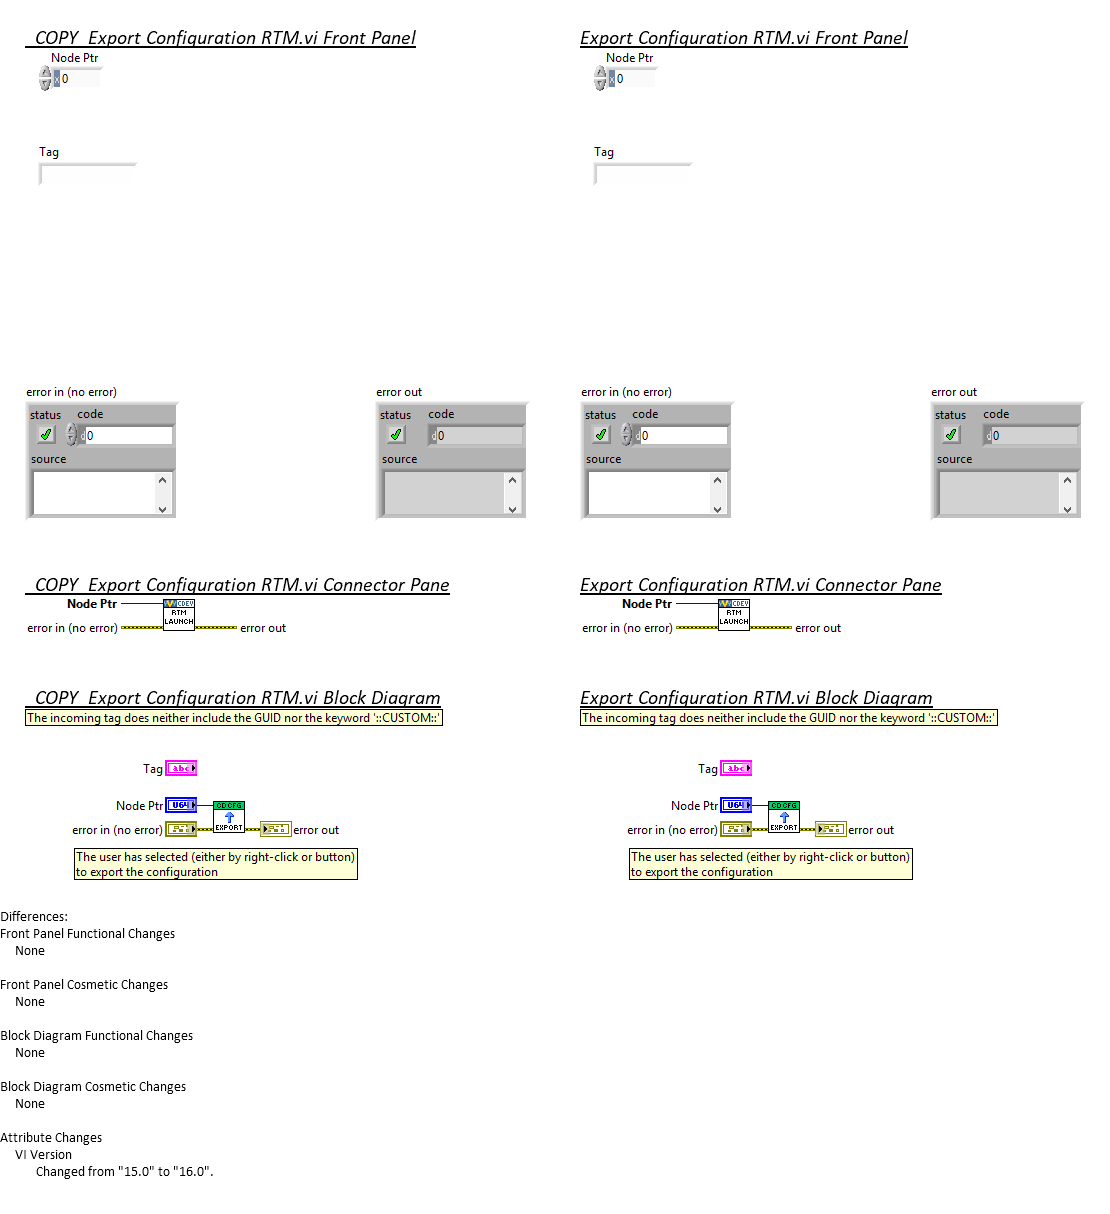 _COPY_Export Configuration RTM.vi Front Panel
Node Ptr
x 0
Tag
error in (no error)
status
code
d 0
source
error out
status
code
d 0
source
Export Configuration RTM.vi Front Panel
Node Ptr
x 0
Tag
error in (no error)
status
code
d 0
source
error out
status
code
d 0
source
_COPY_Export Configuration RTM.vi Connector Pane
Node Ptr
CDEV
RTM
LAUNCH
error in (no error)
error out
Export Configuration RTM.vi Connector Pane
Node Ptr
CDEV
RTM
LAUNCH
error in (no error)
error out
_COPY_Export Configuration RTM.vi Block Diagram
The incoming tag does neither include the GUID nor the keyword '::CUSTOM::'
Tag abc
Node Ptr U64
CDCFG
EXPORT
error in (no error)
error out
The user has selected (either by right-click or button)
to export the configuration
Export Configuration RTM.vi Block Diagram
The incoming tag does neither include the GUID nor the keyword '::CUSTOM::'
Tag abc
Node Ptr U64
CDCFG
EXPORT
error in (no error)
error out
The user has selected (either by right-click or button)
to export the configuration
Differences:
Front Panel Functional Changes
None
Front Panel Cosmetic Changes
None
Block Diagram Functional Changes
None
Block Diagram Cosmetic Changes
None
Attribute Changes
VI Version
Changed from "15.0" to "16.0".